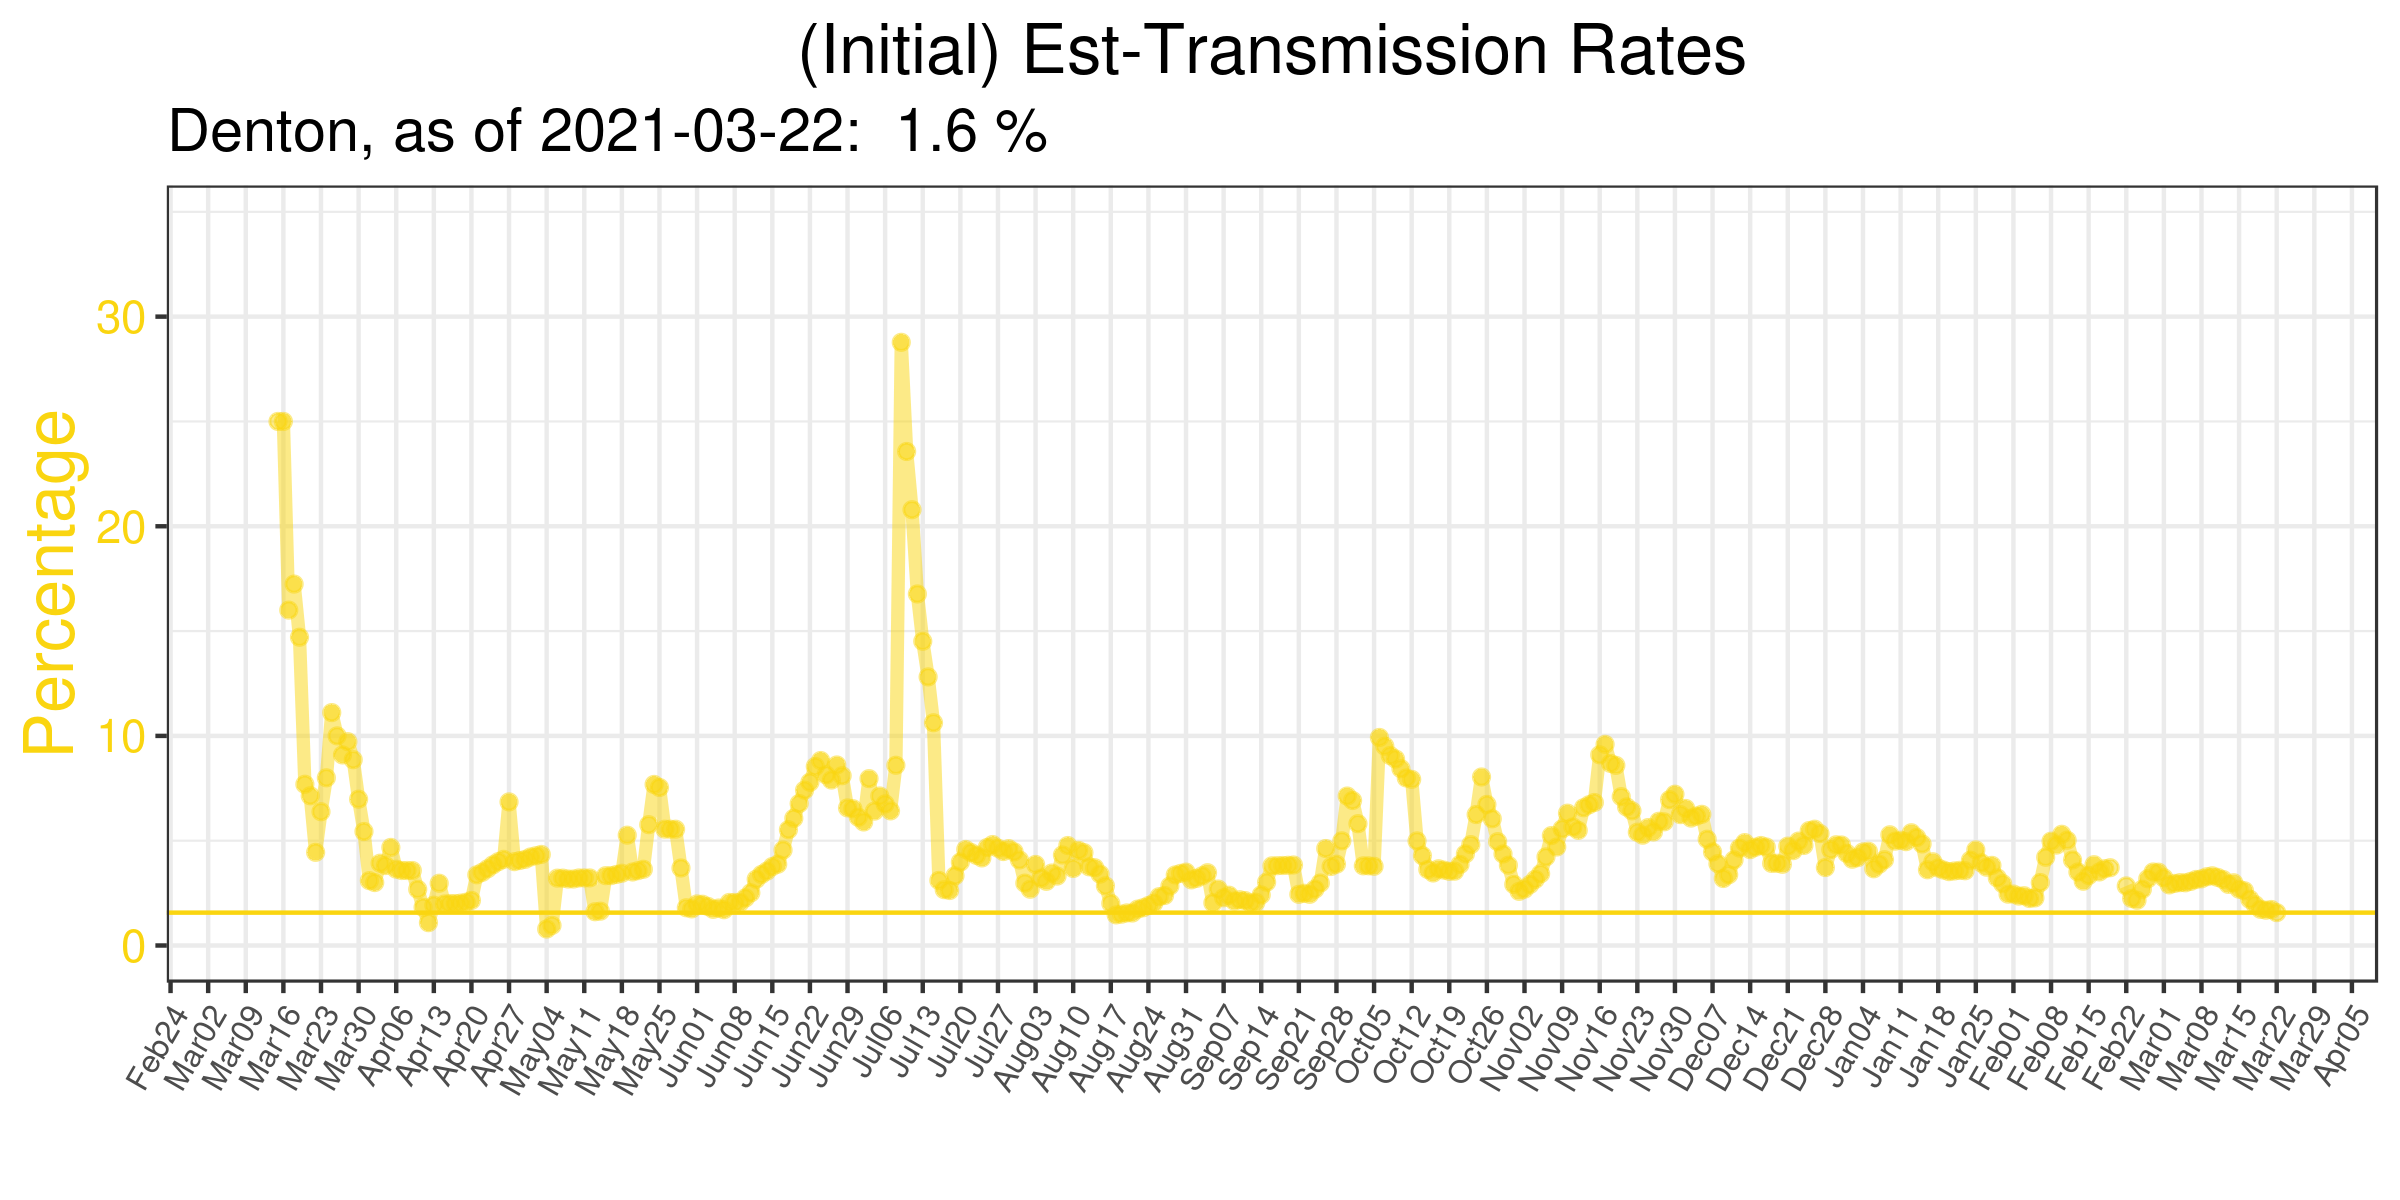 (Initial) Est-Transmission Rates
Denton, as of 2021-03-22:  1.6 %
Percentage
30
20
10
0
Feb24
Mar02
Mar09
Mar16
Mar23
Mar30
Apr06
Apr13
Apr20
Apr27
May04
May11
May18
May25
Jun01
Jun08
Jun15
Jun22
Jun29
Jul06
Jul13
Jul20
Jul27
Aug03
Aug10
Aug17
Aug24
Aug31
Sep07
Sep14
Sep21
Sep28
Oct05
Oct12
Oct19
Oct26
Nov02
Nov09
Nov16
Nov23
Nov30
Dec07
Dec14
Dec21
Dec28
Jan04
Jan11
Jan18
Jan25
Feb01
Feb08
Feb15
Feb22
Mar01
Mar08
Mar15
Mar22
Mar29
Apr05